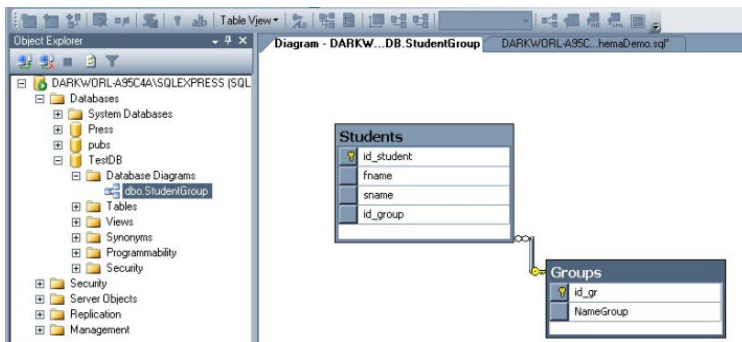 Table View
Object Explorer
Diagram - DARKW...DB.StudentGroup
DARKWORL-A95C...hemaDemo.sql*
DARKWORL-A95C4A\SQLEXPRESS (SQL
Databases
System Databases
Press
pubs
TestDB
Database Diagrams
dbo.StudentGroup
Tables
Views
Synonyms
Programmability
Security
Security
Server Objects
Replication
Management
Students
id_student
fname
sname
id_group
Groups
id_gr
NameGroup